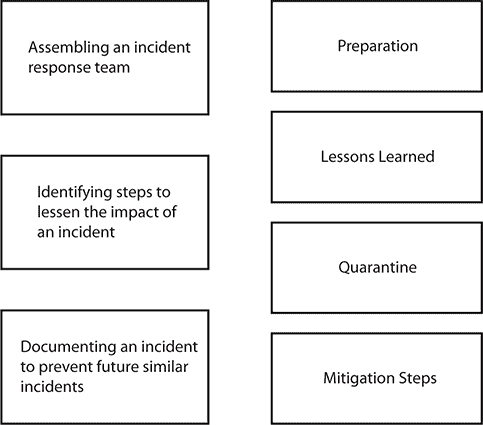 Assembling an incident
response team
Identifying steps to
lessen the impact of
an incident
Documenting an incident
to prevent future similar
incidents
Preparation
Lessons Learned
Quarantine
Mitigation Steps